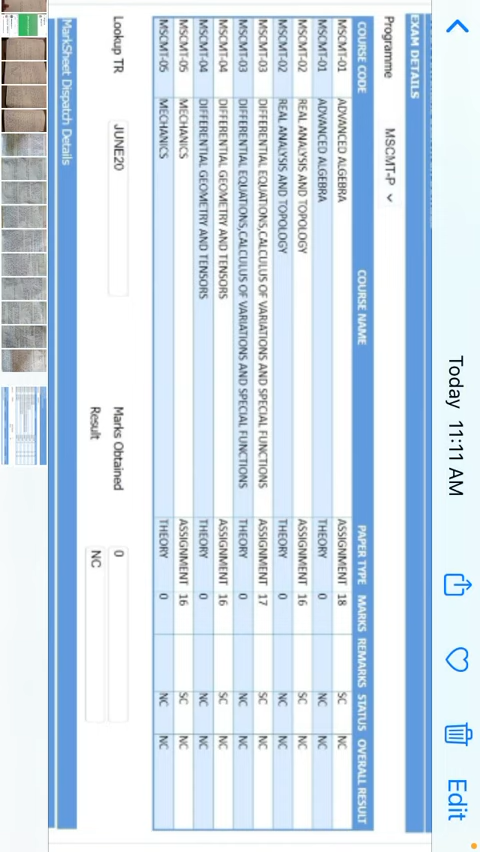 Today 11:11 AM
Edit
EXAM DETAILS
Programme MSCMT-P
COURSE CODE COURSE NAME PAPER TYPE MARKS REMARKS STATUS OVERALL RESULT
MSCMT-01 ADVANCED ALGEBRA ASSIGNMENT 18 SC NC
MSCMT-01 ADVANCED ALGEBRA THEORY 0 NC NC
MSCMT-02 REAL ANALYSIS AND TOPOLOGY ASSIGNMENT 16 SC NC
MSCMT-02 REAL ANALYSIS AND TOPOLOGY THEORY 0 NC NC
MSCMT-03 DIFFERENTIAL EQUATIONS,CALCULUS OF VARIATIONS AND SPECIAL FUNCTIONS ASSIGNMENT 17 SC NC
MSCMT-03 DIFFERENTIAL EQUATIONS,CALCULUS OF VARIATIONS AND SPECIAL FUNCTIONS THEORY 0 NC NC
MSCMT-04 DIFFERENTIAL GEOMETRY AND TENSORS ASSIGNMENT 16 SC NC
MSCMT-04 DIFFERENTIAL GEOMETRY AND TENSORS THEORY 0 NC NC
MSCMT-05 MECHANICS ASSIGNMENT 16 SC NC
MSCMT-05 MECHANICS THEORY 0 NC NC
Lookup TR JUNE20 Marks Obtained 0
Result NC
MarkSheet Dispatch Details